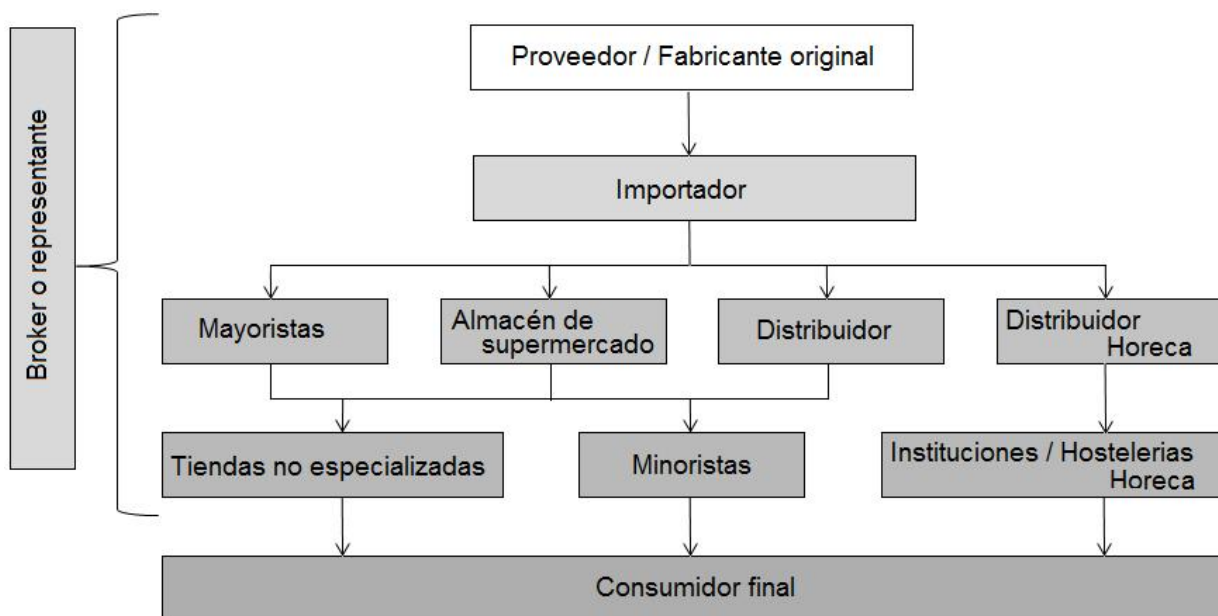 Broker o representante
Proveedor / Fabricante original
Importador
Mayoristas
Almacén de
supermercado
Distribuidor
Distribuidor
Horeca
Tiendas no especializadas
Minoristas
Instituciones / Hostelerias
Horeca
Consumidor final